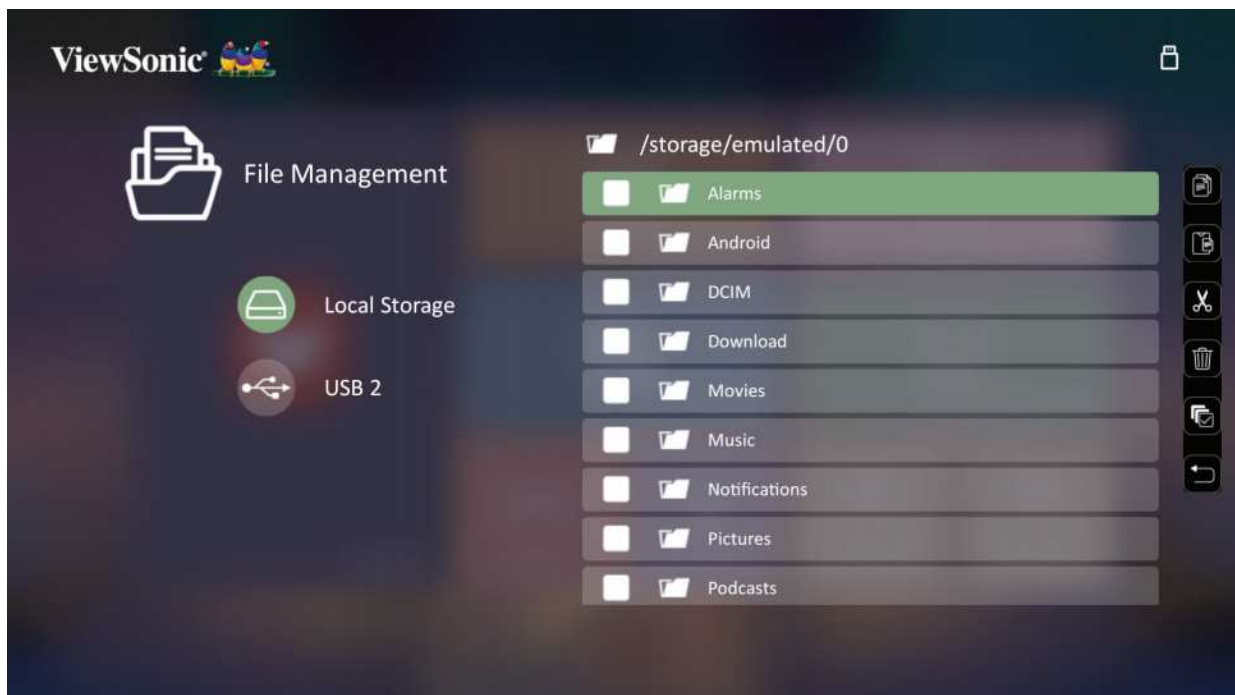 ViewSonic®
File Management
Local Storage
USB 2
/storage/emulated/0
Alarms
Android
DCIM
Download
Movies
Music
Notifications
Pictures
Podcasts